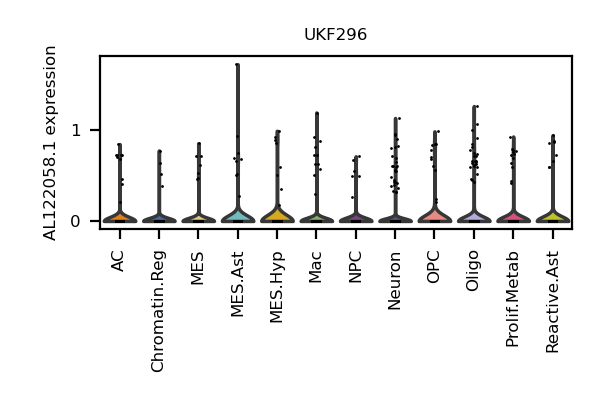 UKF296
AL122058.1 expression
1
0
AC
Chromatin.Reg
MES
MES.Ast
MES.Hyp
Mac
NPC
Neuron
OPC
Oligo
Prolif.Metab
Reactive.Ast